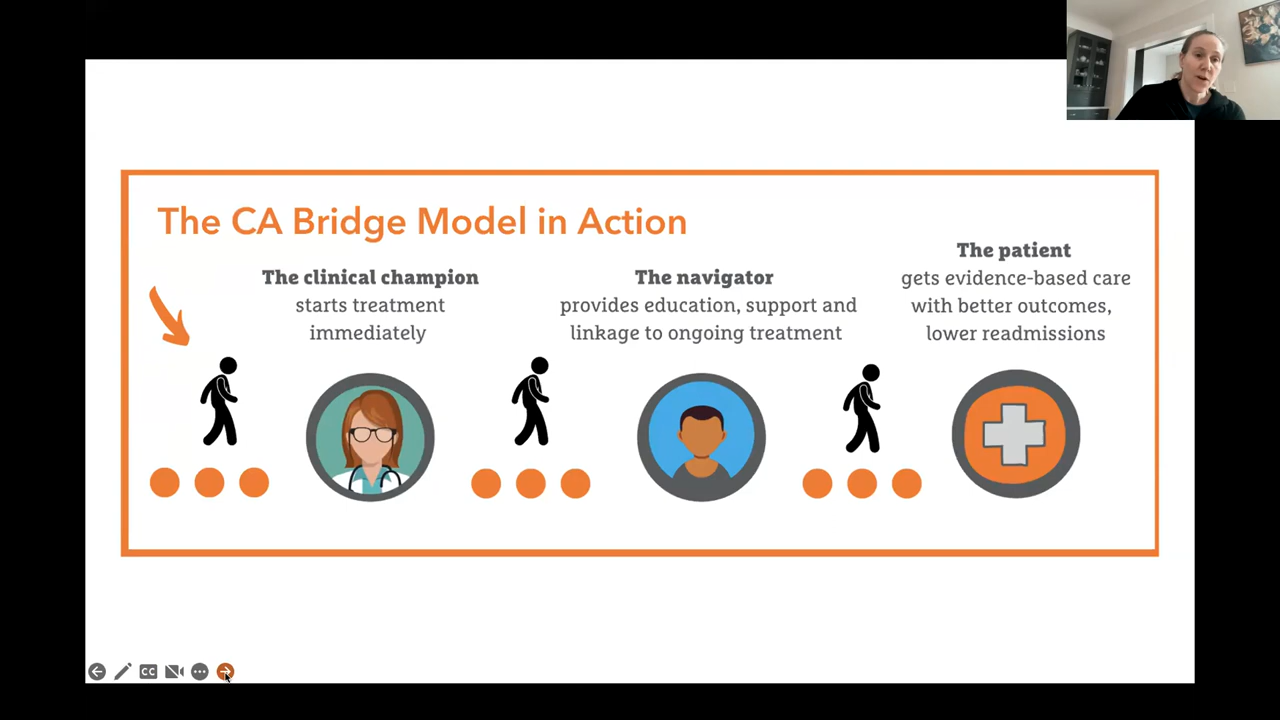 The CA Bridge Model in Action
The clinical champion
starts treatment
immediately
The navigator
provides education, support and
linkage to ongoing treatment
The patient
gets evidence-based care
with better outcomes,
lower readmissions
CC